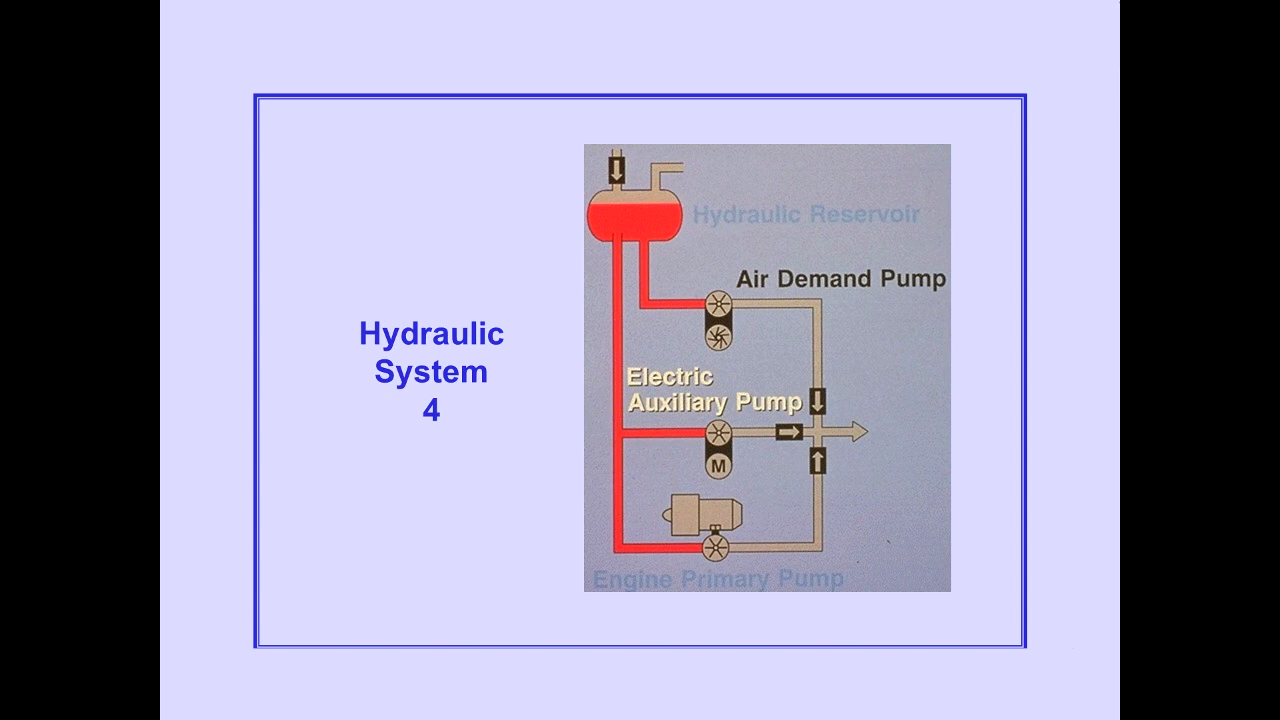 Hydraulic
System
4
Hydraulic Reservoir
Air Demand Pump
Electric
Auxiliary Pump
M
Engine Primary Pump